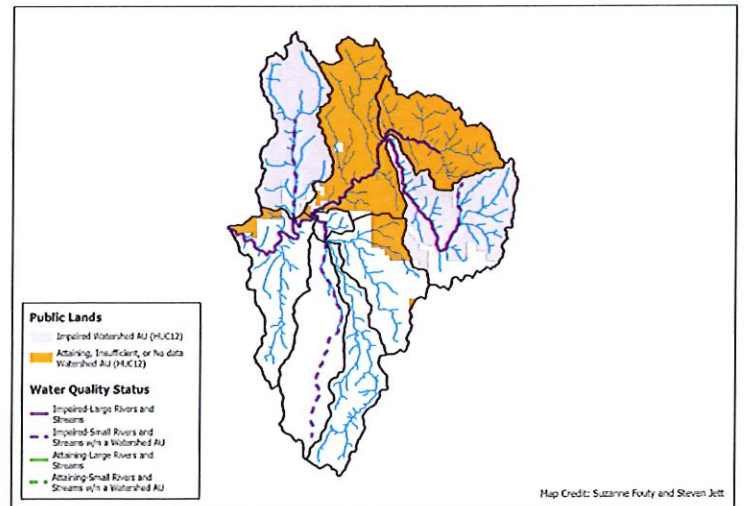 Public Lands
Impaired Watershed AU (HUC12)
Attaining, Insufficient, or No data
Watershed AU (HUC12)
Water Quality Status
Impaired-Large Rivers and
Streams
Impaired-Small Rivers and
Streams w/n a Watershed AU
Attaining-Large Rivers and
Streams
Attaining-Small Rivers and
Streams w/n a Watershed AU
Map Credit: Suzanne Fouty and Steven Jett